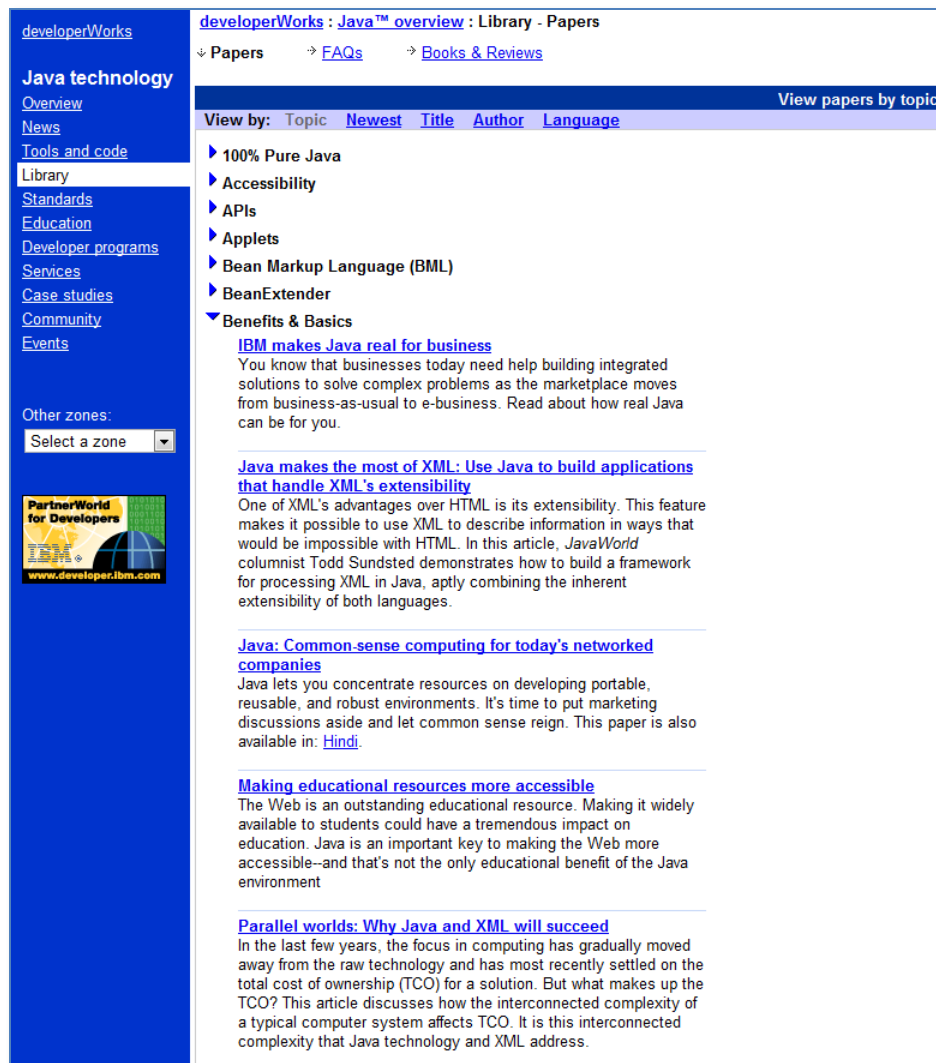 developerWorks
Java technology
Overview
News
Tools and code
Library
Standards
Education
Developer programs
Services
Case studies
Community
Events
Other zones:
Select a zone
PartnerWorld
for Developers
IBM
www.developer.ibm.com
developerWorks : Java™ overview : Library - Papers
Papers FAQs Books & Reviews
View papers by topic
View by: Topic Newest Title Author Language
100% Pure Java
Accessibility
APIs
Applets
Bean Markup Language (BML)
BeanExtender
Benefits & Basics
IBM makes Java real for business
You know that businesses today need help building integrated
solutions to solve complex problems as the marketplace moves
from business-as-usual to e-business. Read about how real Java
can be for you.
Java makes the most of XML: Use Java to build applications
that handle XML's extensibility
One of XML's advantages over HTML is its extensibility. This feature
makes it possible to use XML to describe information in ways that
would be impossible with HTML. In this article, JavaWorld
columnist Todd Sundsted demonstrates how to build a framework
for processing XML in Java, aptly combining the inherent
extensibility of both languages.
Java: Common-sense computing for today's networked
companies
Java lets you concentrate resources on developing portable,
reusable, and robust environments. It's time to put marketing
discussions aside and let common sense reign. This paper is also
available in: Hindi.
Making educational resources more accessible
The Web is an outstanding educational resource. Making it widely
available to students could have a tremendous impact on
education. Java is an important key to making the Web more
accessible--and that's not the only educational benefit of the Java
environment
Parallel worlds: Why Java and XML will succeed
In the last few years, the focus in computing has gradually moved
away from the raw technology and has most recently settled on the
total cost of ownership (TCO) for a solution. But what makes up the
TCO? This article discusses how the interconnected complexity of
a typical computer system affects TCO. It is this interconnected
complexity that Java technology and XML address.